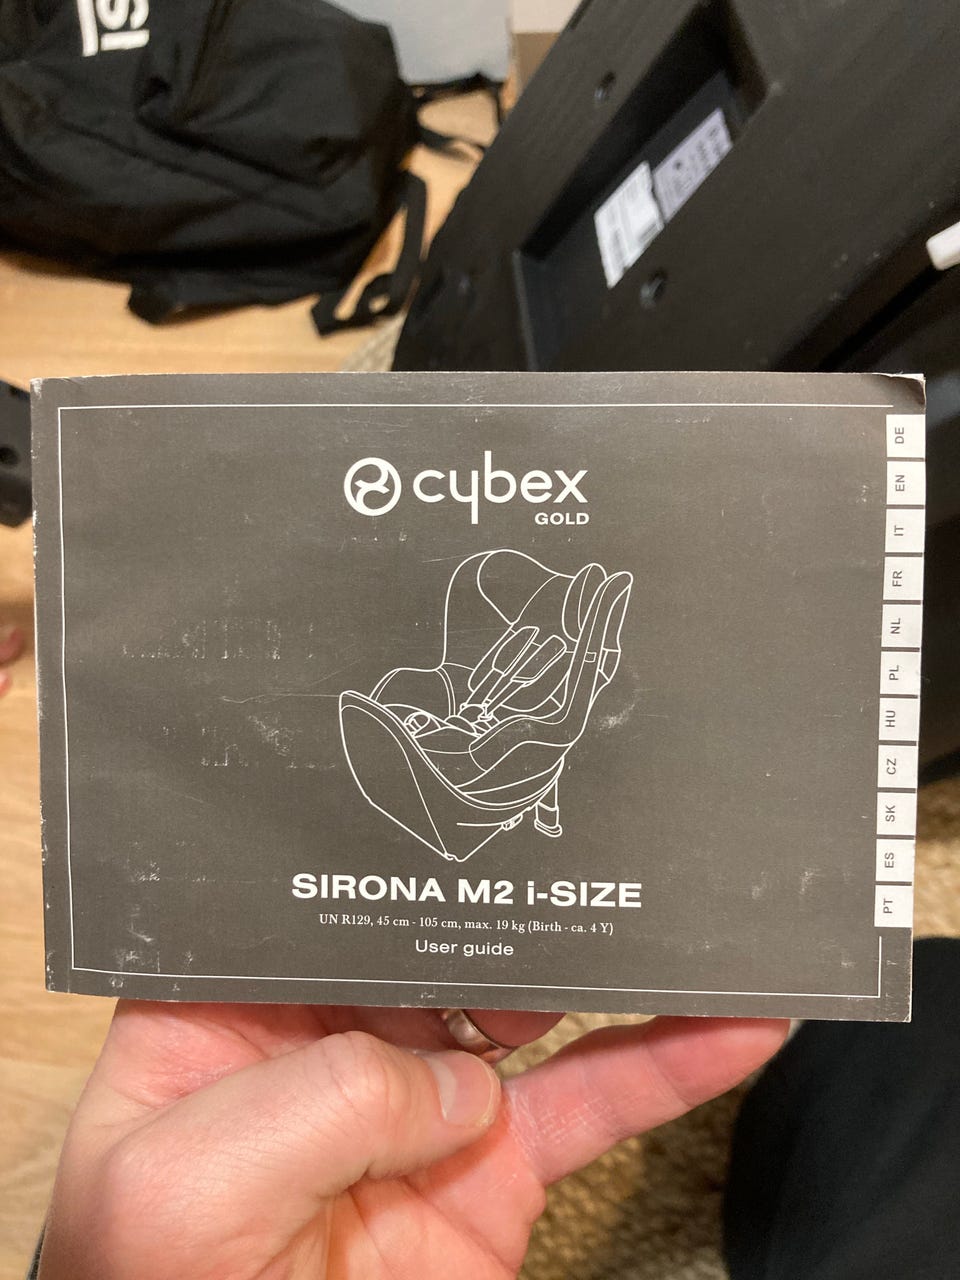 cybex
GOLD
SIRONA M2 i-SIZE
UN R129, 45 cm - 105 cm, max. 19 kg (Birth - ca. 4 Y)
User guide
DE
EN
IT
FR
NL
PL
HU
CZ
SK
ES
PT